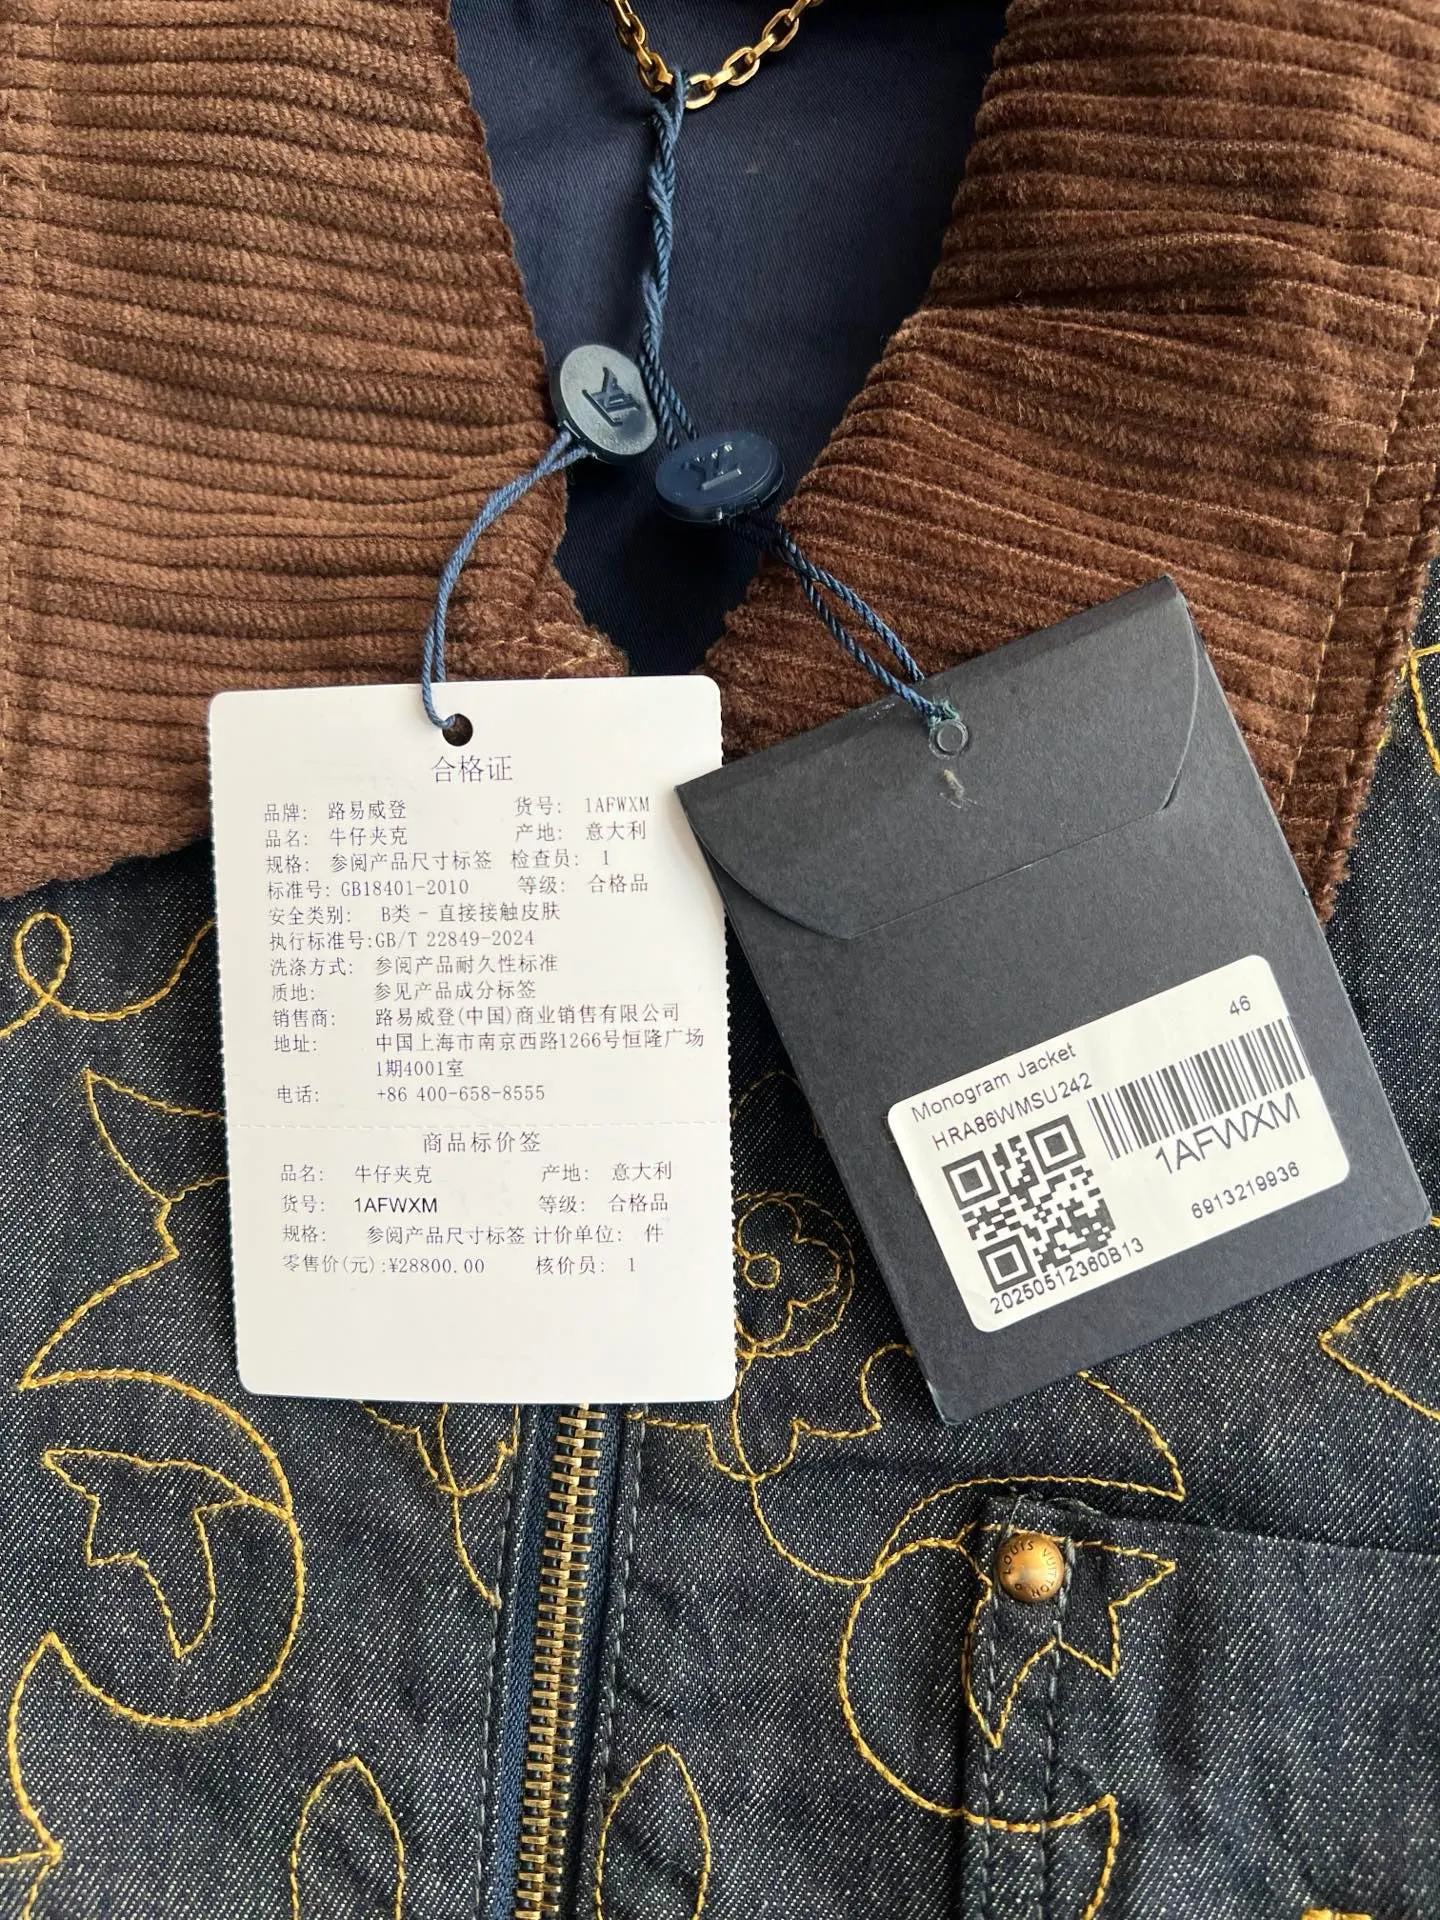 合格证
品牌: 路易威登 货号: 1AFWXM
品名: 牛仔夹克 产地: 意大利
规格: 参阅产品尺寸标签 检查员: 1
标准号: GB18401-2010 等级: 合格品
安全类别: B类 - 直接接触皮肤
执行标准号:GB/T 22849-2024
洗涤方式: 参阅产品耐久性标准
质地: 参见产品成分标签
销售商: 路易威登(中国)商业销售有限公司
地址: 中国上海市南京西路1266号恒隆广场
1期4001室
电话: +86 400-658-8555
商品标价签
品名: 牛仔夹克 产地: 意大利
货号: 1AFWXM 等级: 合格品
规格: 参阅产品尺寸标签 计价单位: 件
零售价(元):¥28800.00 核价员: 1
46
Monogram Jacket
HRA86WMSU242
1AFWXM
6913219936
20250512380B13
LV
LV
LOUIS VUITTON